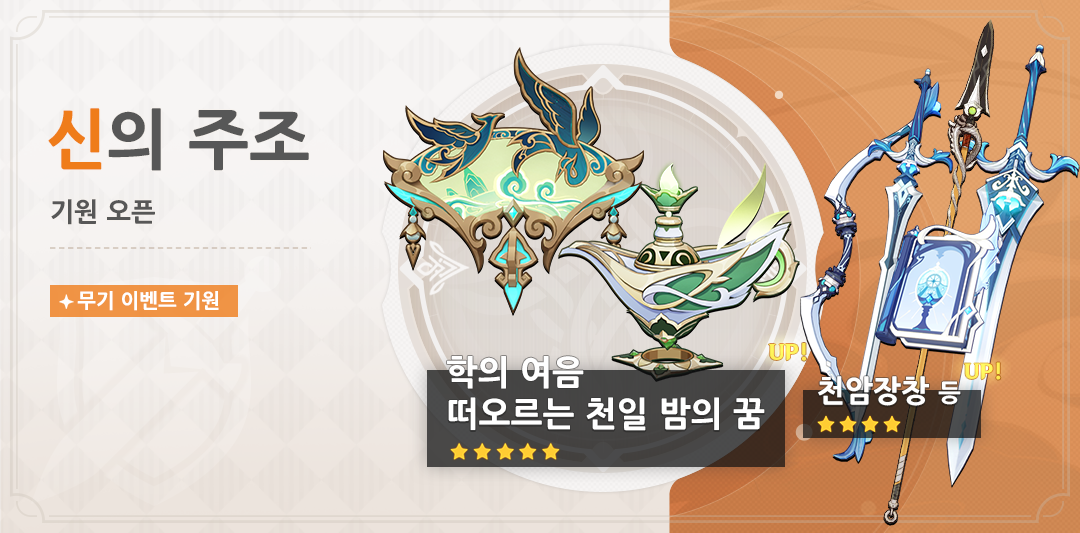 신의 주조
기원 오픈
무기 이벤트 기원
학의 여음
떠오르는 천일 밤의 꿈
UP!
천암장창 등
UP!